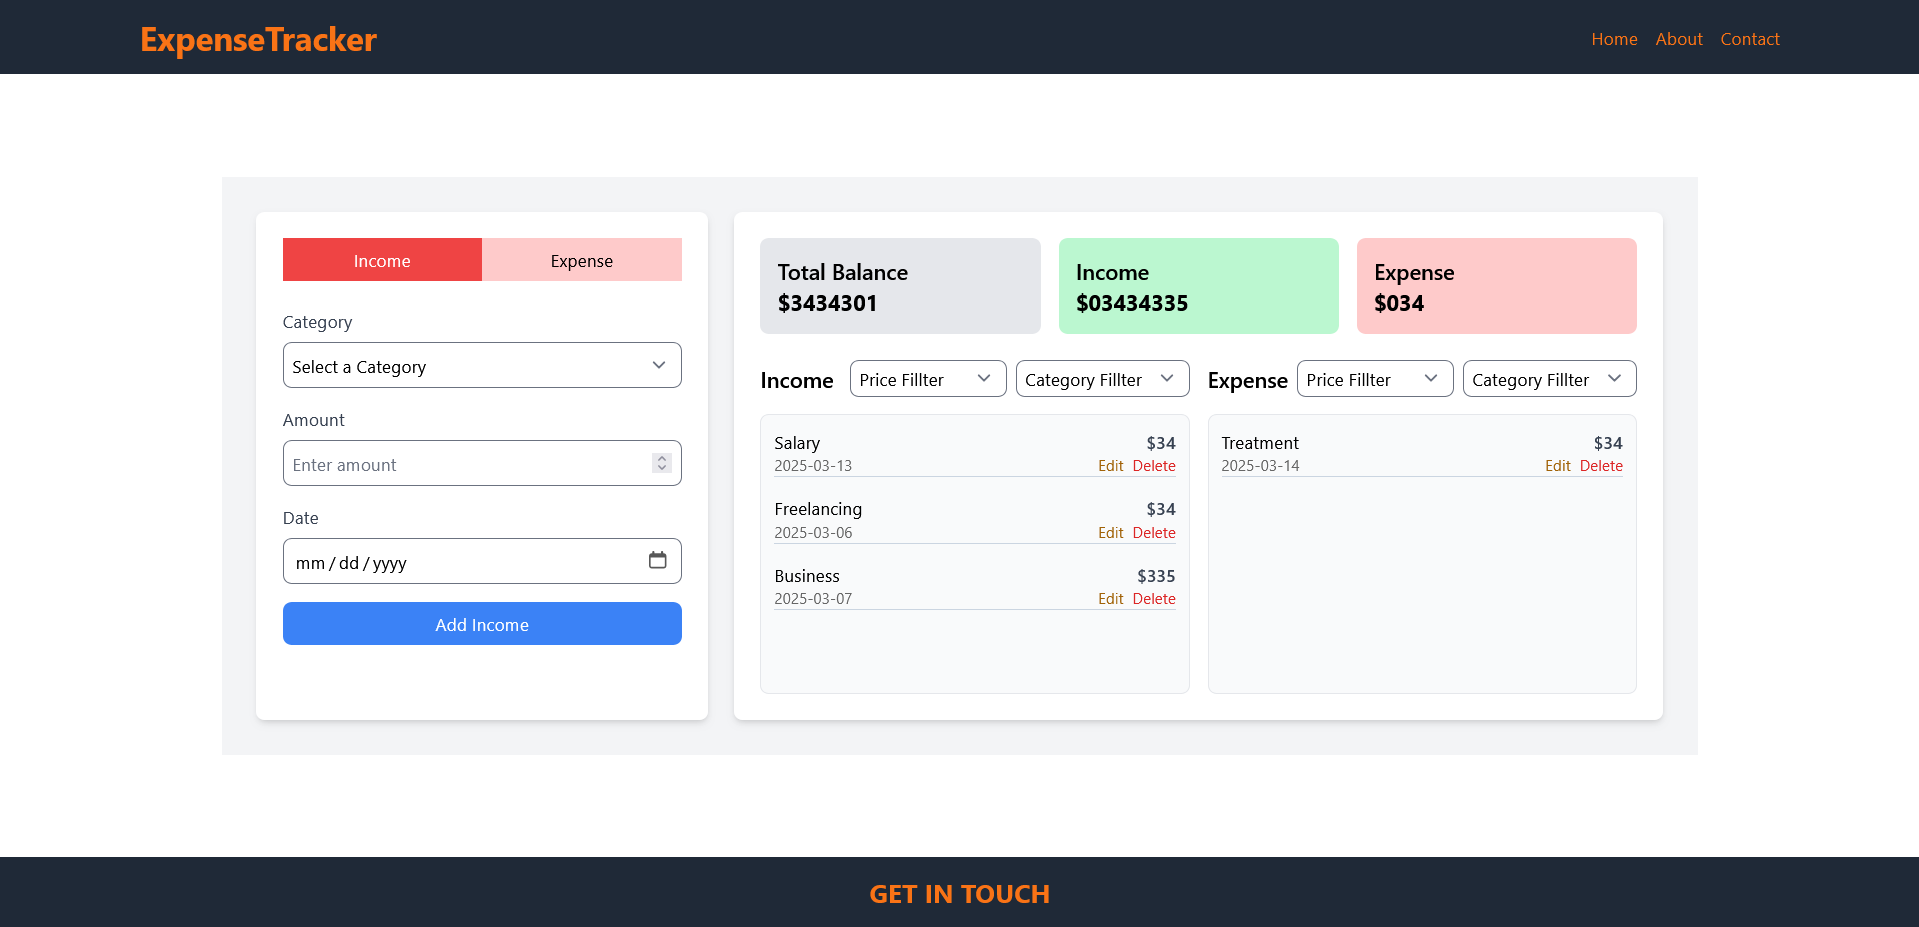 ExpenseTracker
Home About Contact
Income Expense
Category
Select a Category
Amount
Enter amount
Date
mm/dd/yyyy
Add Income
Total Balance
$3434301
Income
$03434335
Expense
$034
Income Price Fillter Category Fillter
Salary $34
2025-03-13 Edit Delete
Freelancing $34
2025-03-06 Edit Delete
Business $335
2025-03-07 Edit Delete
Expense Price Fillter Category Fillter
Treatment $34
2025-03-14 Edit Delete
GET IN TOUCH